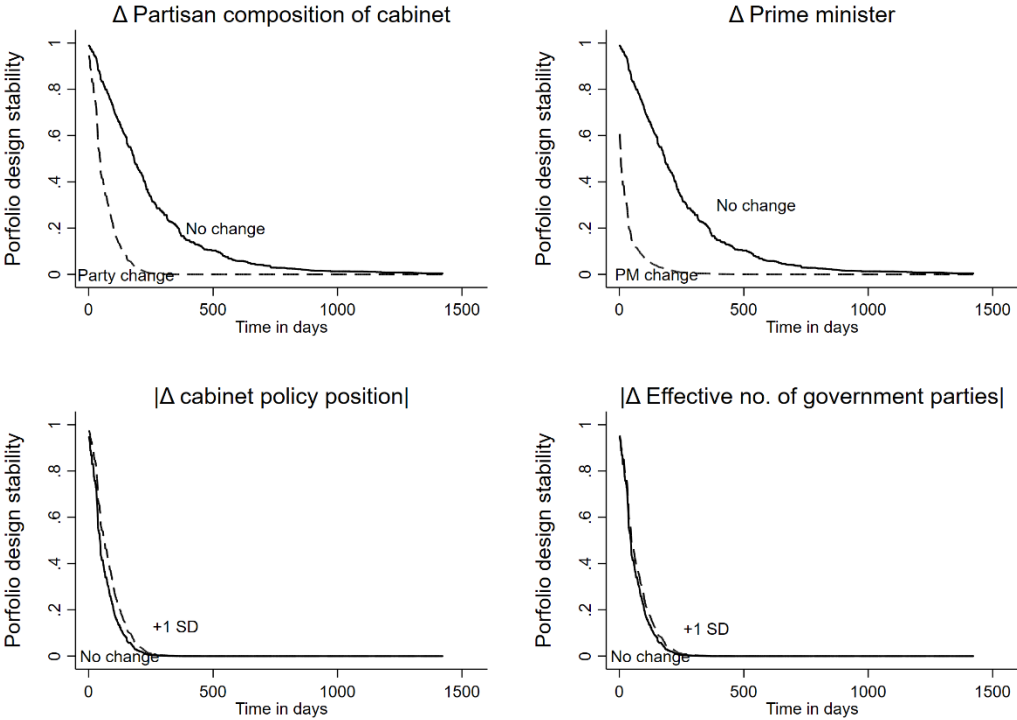 Δ Partisan composition of cabinet
Porfolio design stability
1
.8
.6
.4
.2
0
No change
Party change
0 500 1000 1500
Time in days
Δ Prime minister
Porfolio design stability
1
.8
.6
.4
.2
0
No change
PM change
0 500 1000 1500
Time in days
|Δ cabinet policy position|
Porfolio design stability
1
.8
.6
.4
.2
0
+1 SD
No change
0 500 1000 1500
Time in days
|Δ Effective no. of government parties|
Porfolio design stability
1
.8
.6
.4
.2
0
+1 SD
No change
0 500 1000 1500
Time in days